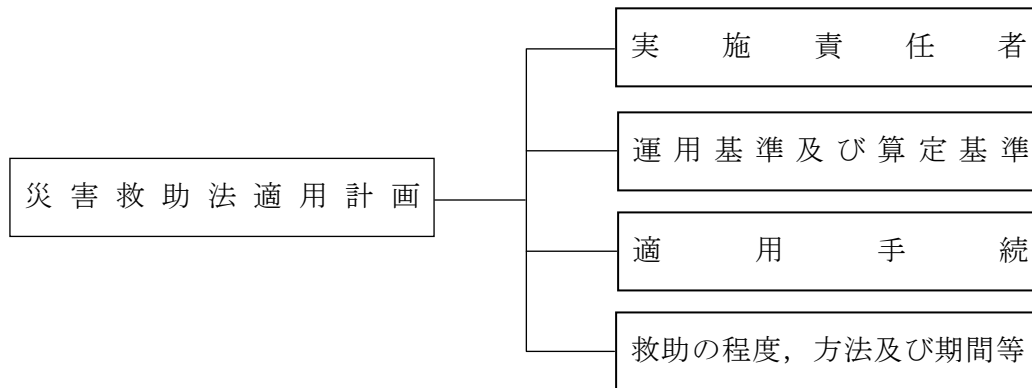 災害救助法適用計画
実施責任者
運用基準及び算定基準
適用手続
救助の程度，方法及び期間等